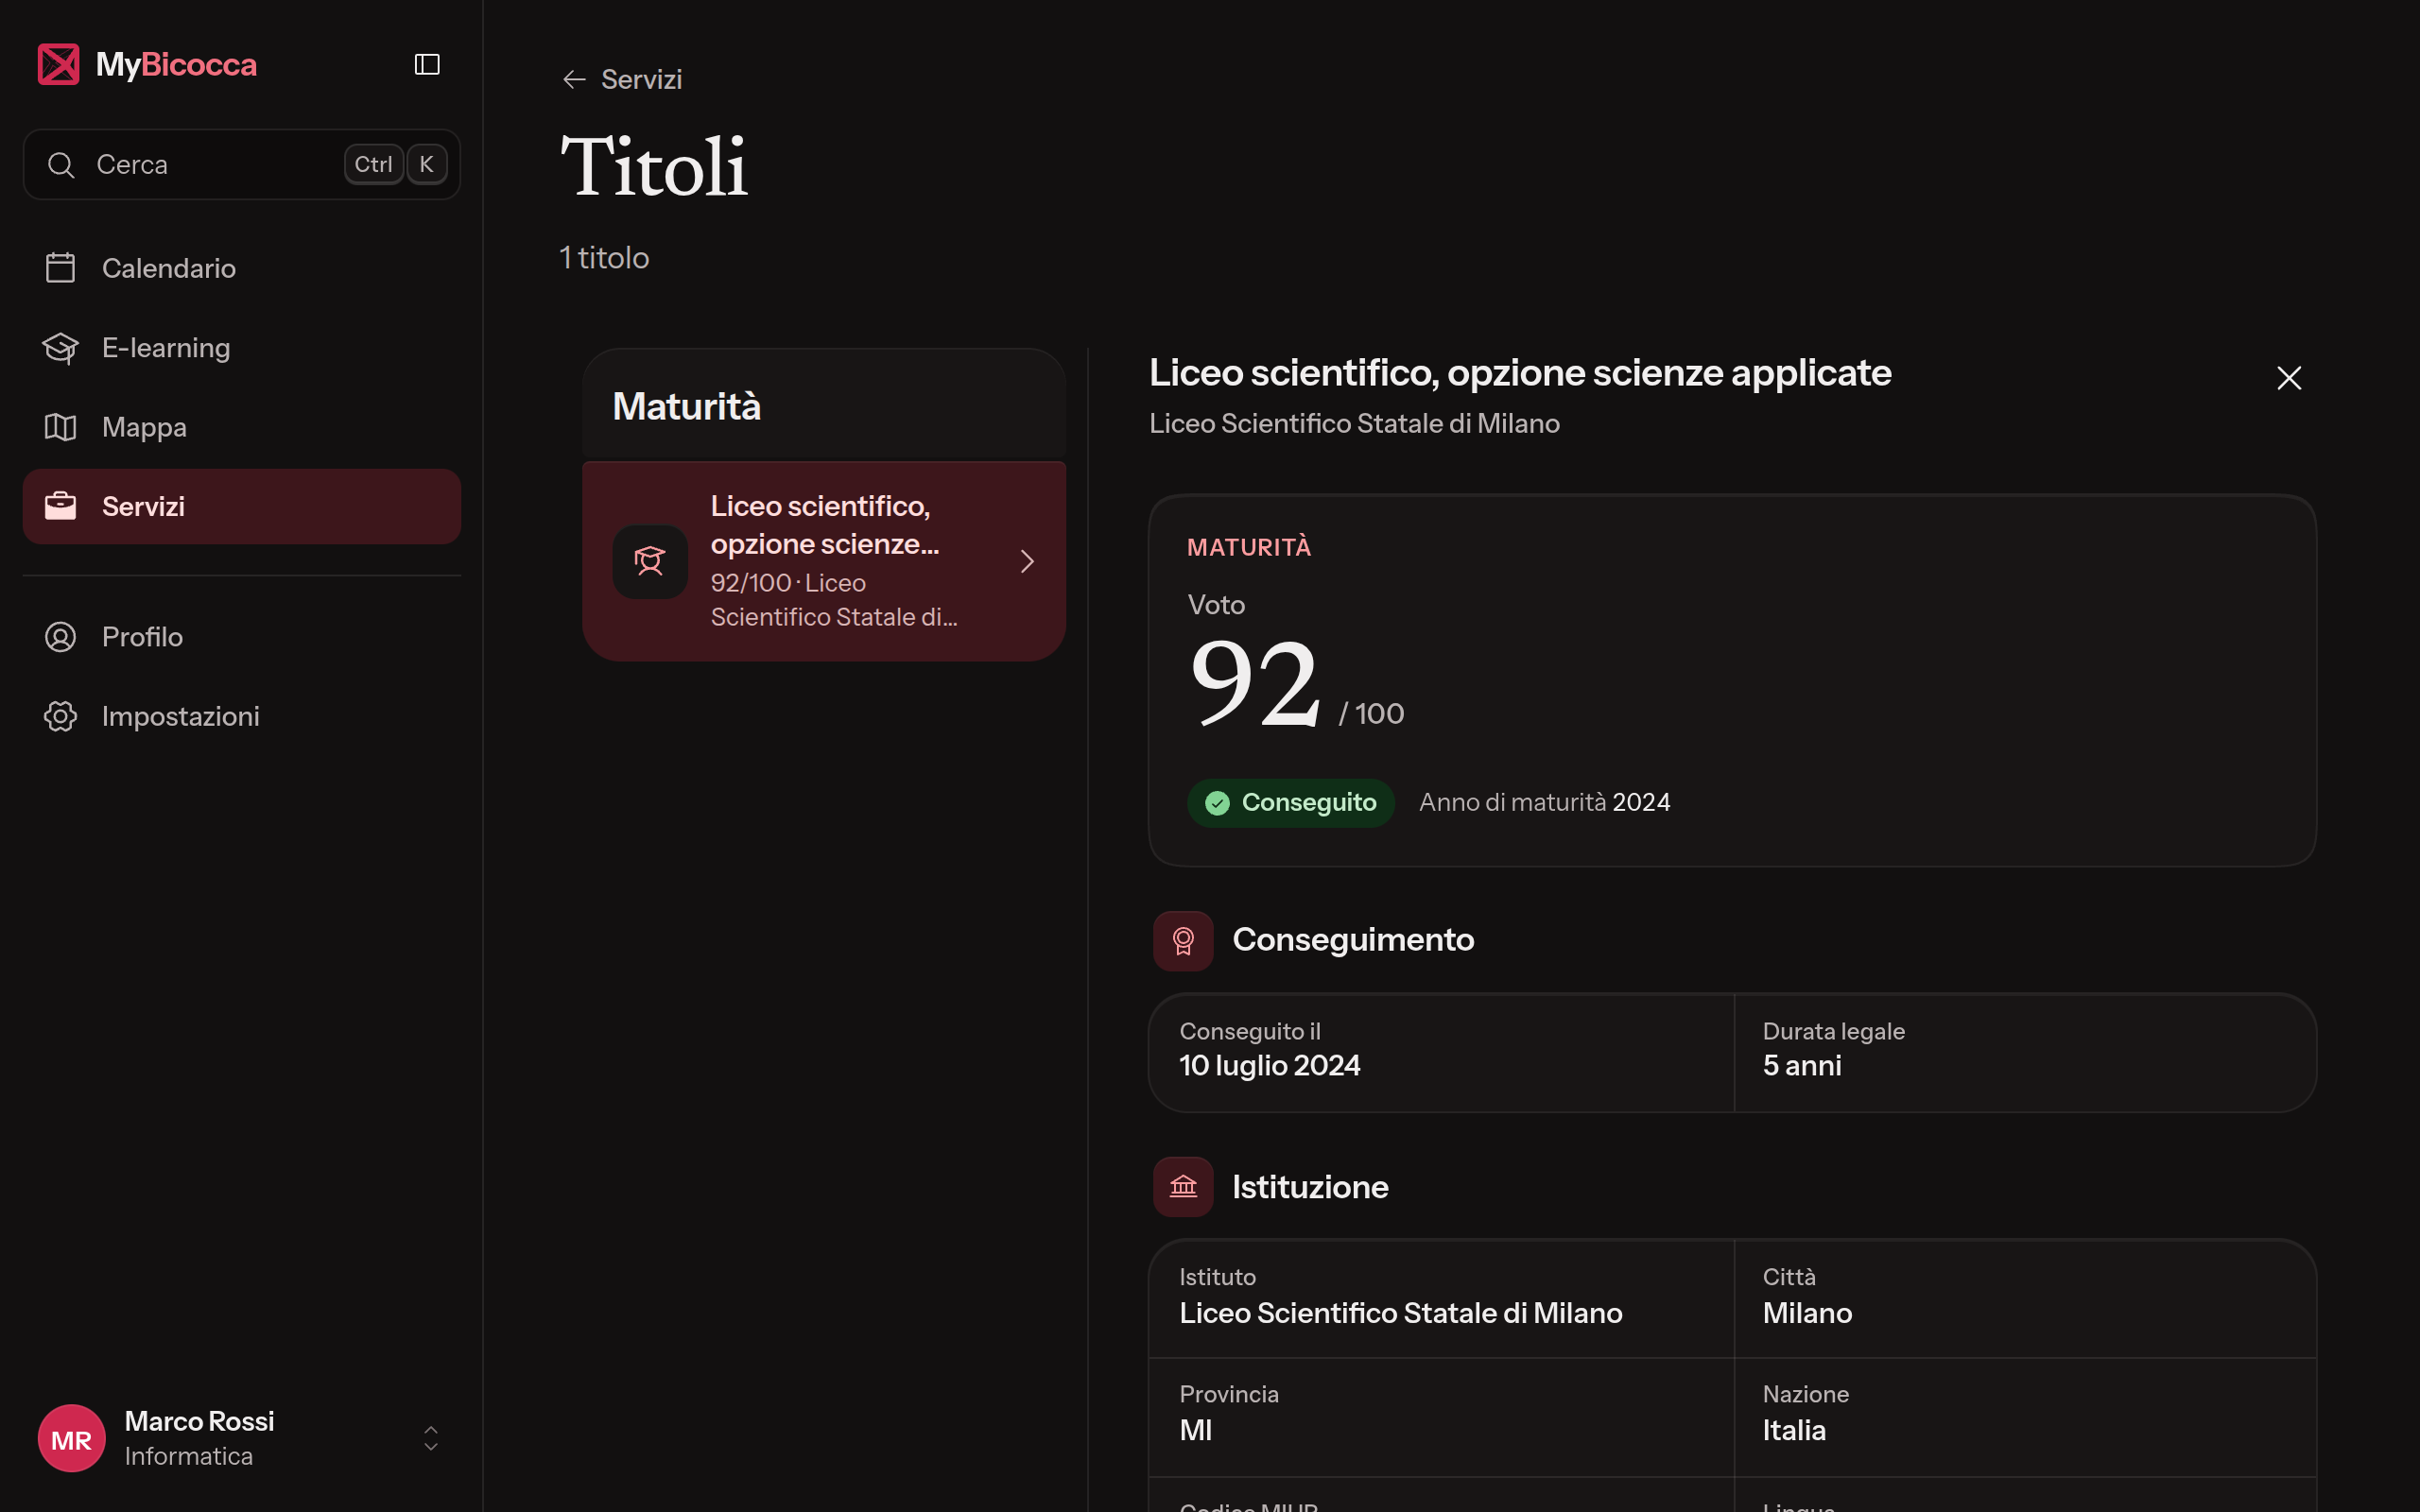 MyBicocca
Cerca
Ctrl K
Calendario
E-learning
Mappa
Servizi
Profilo
Impostazioni
MR
Marco Rossi
Informatica
Servizi
Titoli
1 titolo
Maturità
Liceo scientifico,
opzione scienze...
92/100 · Liceo
Scientifico Statale di...
Liceo scientifico, opzione scienze applicate
Liceo Scientifico Statale di Milano
MATURITÀ
Voto
92 / 100
Conseguito
Anno di maturità 2024
Conseguimento
Conseguito il
10 luglio 2024
Durata legale
5 anni
Istituzione
Istituto
Liceo Scientifico Statale di Milano
Città
Milano
Provincia
MI
Nazione
Italia
Codice MIUR
Lingua